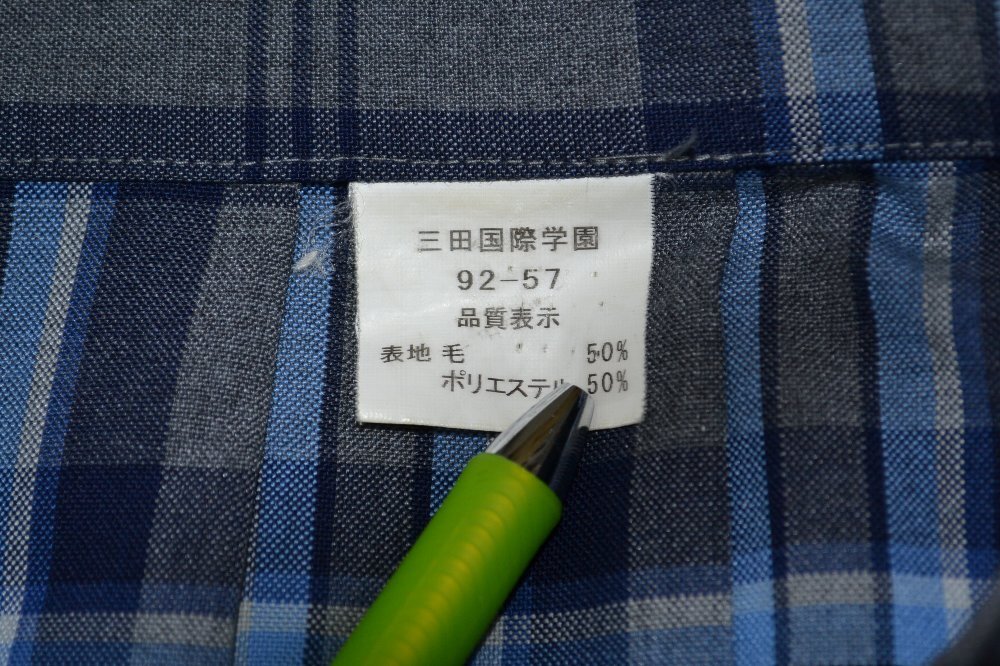 三田国際学園
92-57
品質表示
表地 毛 50%
ポリエステル 50%